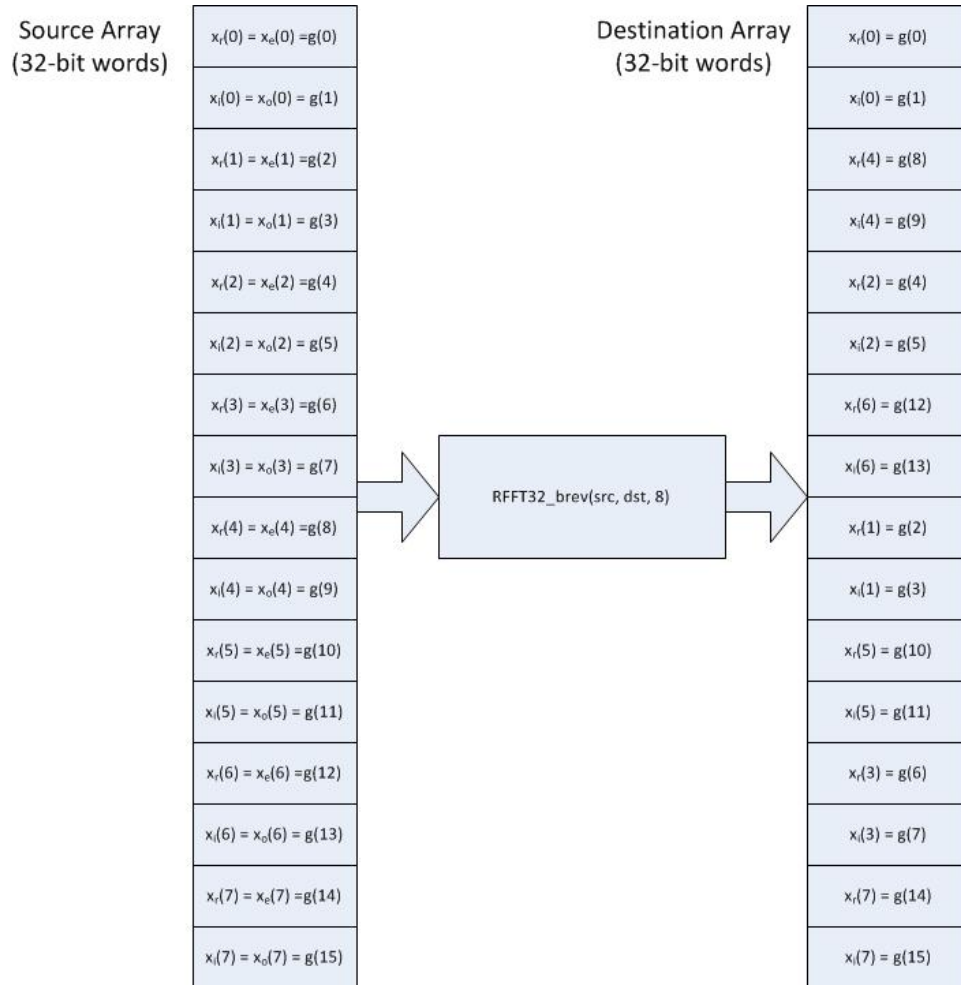 Source Array
(32-bit words)
xᵣ(0) = xₑ(0) =g(0)
xᵢ(0) = xₒ(0) = g(1)
xᵣ(1) = xₑ(1) =g(2)
xᵢ(1) = xₒ(1) = g(3)
xᵣ(2) = xₑ(2) =g(4)
xᵢ(2) = xₒ(2) = g(5)
xᵣ(3) = xₑ(3) =g(6)
xᵢ(3) = xₒ(3) = g(7)
xᵣ(4) = xₑ(4) =g(8)
xᵢ(4) = xₒ(4) = g(9)
xᵣ(5) = xₑ(5) =g(10)
xᵢ(5) = xₒ(5) = g(11)
xᵣ(6) = xₑ(6) =g(12)
xᵢ(6) = xₒ(6) = g(13)
xᵣ(7) = xₑ(7) =g(14)
xᵢ(7) = xₒ(7) = g(15)
RFFT32_brev(src, dst, 8)
Destination Array
(32-bit words)
xᵣ(0) = g(0)
xᵢ(0) = g(1)
xᵣ(4) = g(8)
xᵢ(4) = g(9)
xᵣ(2) = g(4)
xᵢ(2) = g(5)
xᵣ(6) = g(12)
xᵢ(6) = g(13)
xᵣ(1) = g(2)
xᵢ(1) = g(3)
xᵣ(5) = g(10)
xᵢ(5) = g(11)
xᵣ(3) = g(6)
xᵢ(3) = g(7)
xᵣ(7) = g(14)
xᵢ(7) = g(15)